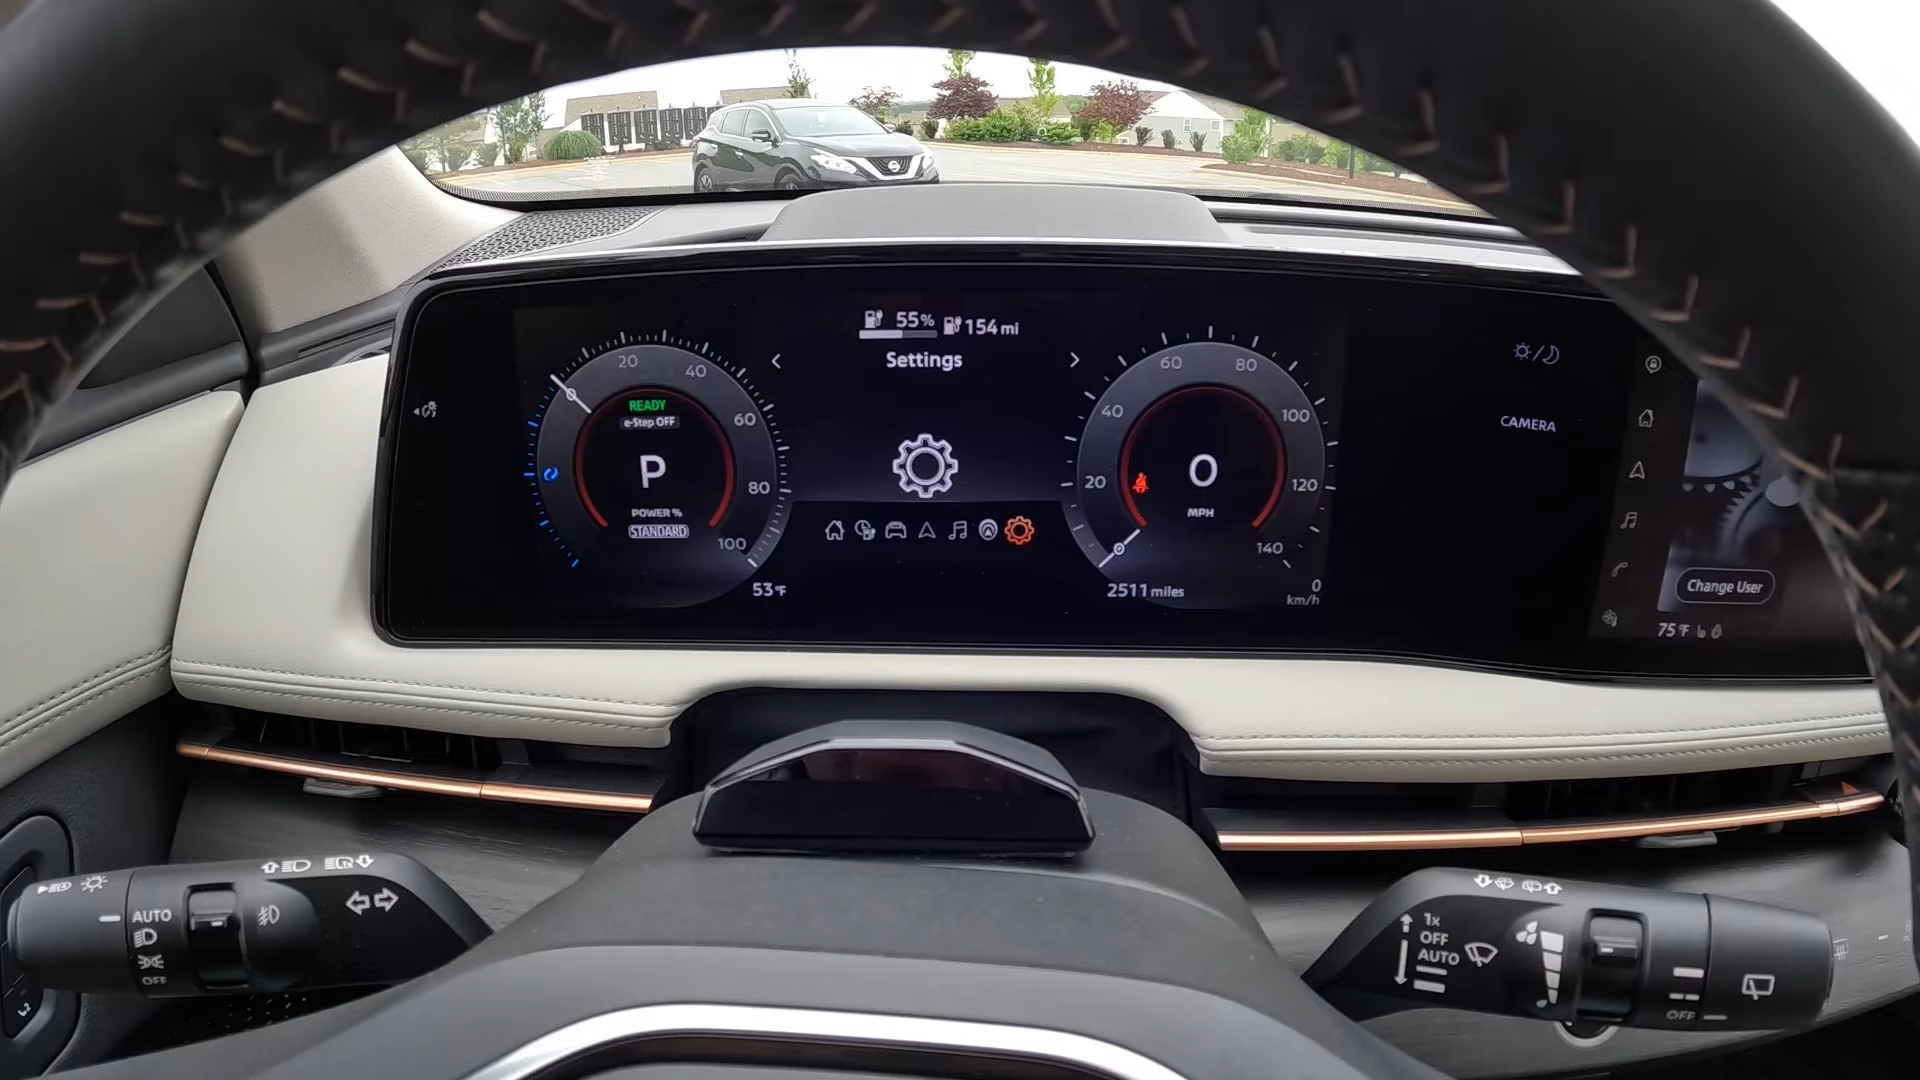 55% 154 mi
Settings
20
40
60
80
100
READY
e-Step OFF
P
POWER %
STANDARD
0
53°F
20
40
60
80
100
120
140
0
MPH
0
2511 miles
0
km/h
CAMERA
Change User
75°F
AUTO
OFF
1x
OFF
AUTO
OFF